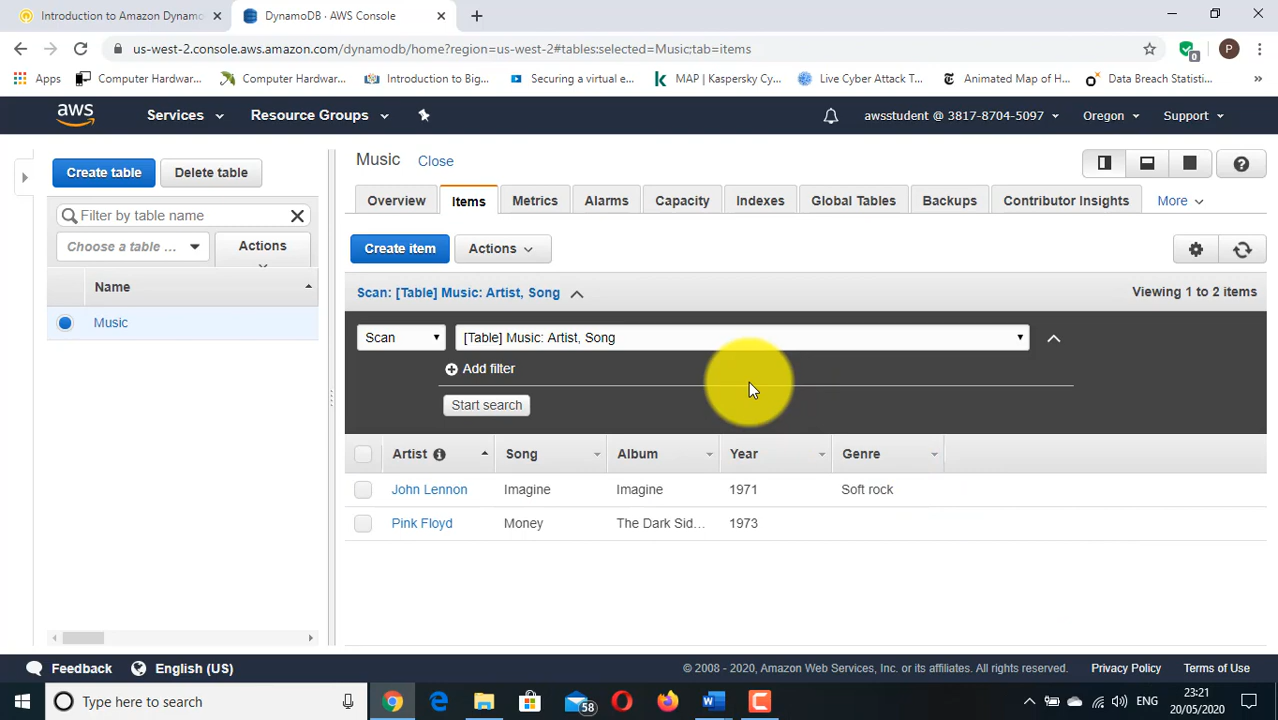 Introduction to Amazon Dynamo
DynamoDB · AWS Console
us-west-2.console.aws.amazon.com/dynamodb/home?region=us-west-2#tables:selected=Music;tab=items
0
P
Apps
Computer Hardwar...
Computer Hardwar...
Introduction to Big...
Securing a virtual e...
MAP | Kaspersky Cy...
Live Cyber Attack T...
Animated Map of H...
Data Breach Statisti...
»
aws
Services
Resource Groups
awsstudent @ 3817-8704-5097
Oregon
Support
Create table
Delete table
Filter by table name
Choose a table ...
Actions
Name
Music
Music
Close
Overview
Items
Metrics
Alarms
Capacity
Indexes
Global Tables
Backups
Contributor Insights
More
Create item
Actions
Scan: [Table] Music: Artist, Song
Viewing 1 to 2 items
Scan
[Table] Music: Artist, Song
Add filter
Start search
Artist Song Album Year Genre
John Lennon Imagine Imagine 1971 Soft rock
Pink Floyd Money The Dark Sid... 1973
Feedback
English (US)
© 2008 - 2020, Amazon Web Services, Inc. or its affiliates. All rights reserved.
Privacy Policy
Terms of Use
Type here to search
58
ENG
23:21
20/05/2020